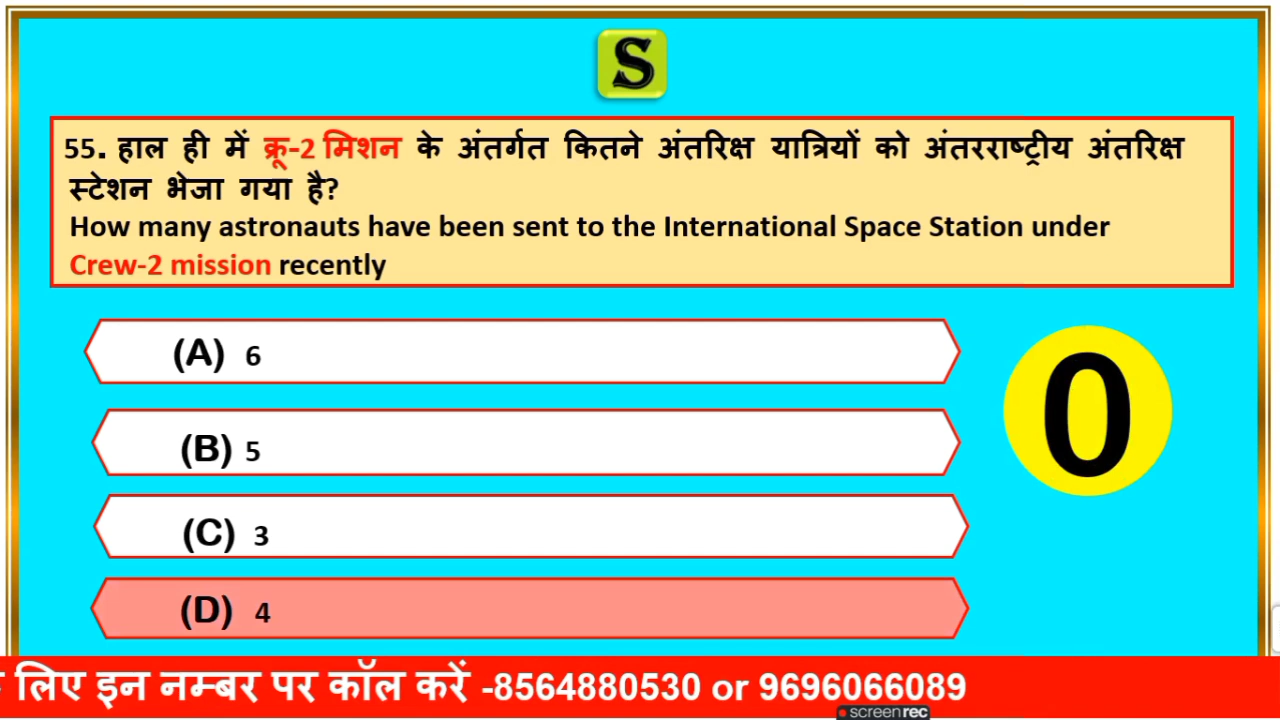 S
55. हाल ही में क्रू-2 मिशन के अंतर्गत कितने अंतरिक्ष यात्रियों को अंतरराष्ट्रीय अंतरिक्ष
स्टेशन भेजा गया है?
How many astronauts have been sent to the International Space Station under
Crew-2 mission recently
(A) 6
0
(B) 5
(C) 3
(D) 4
लिए इन नम्बर पर कॉल करें -8564880530 or 9696066089
screenrec